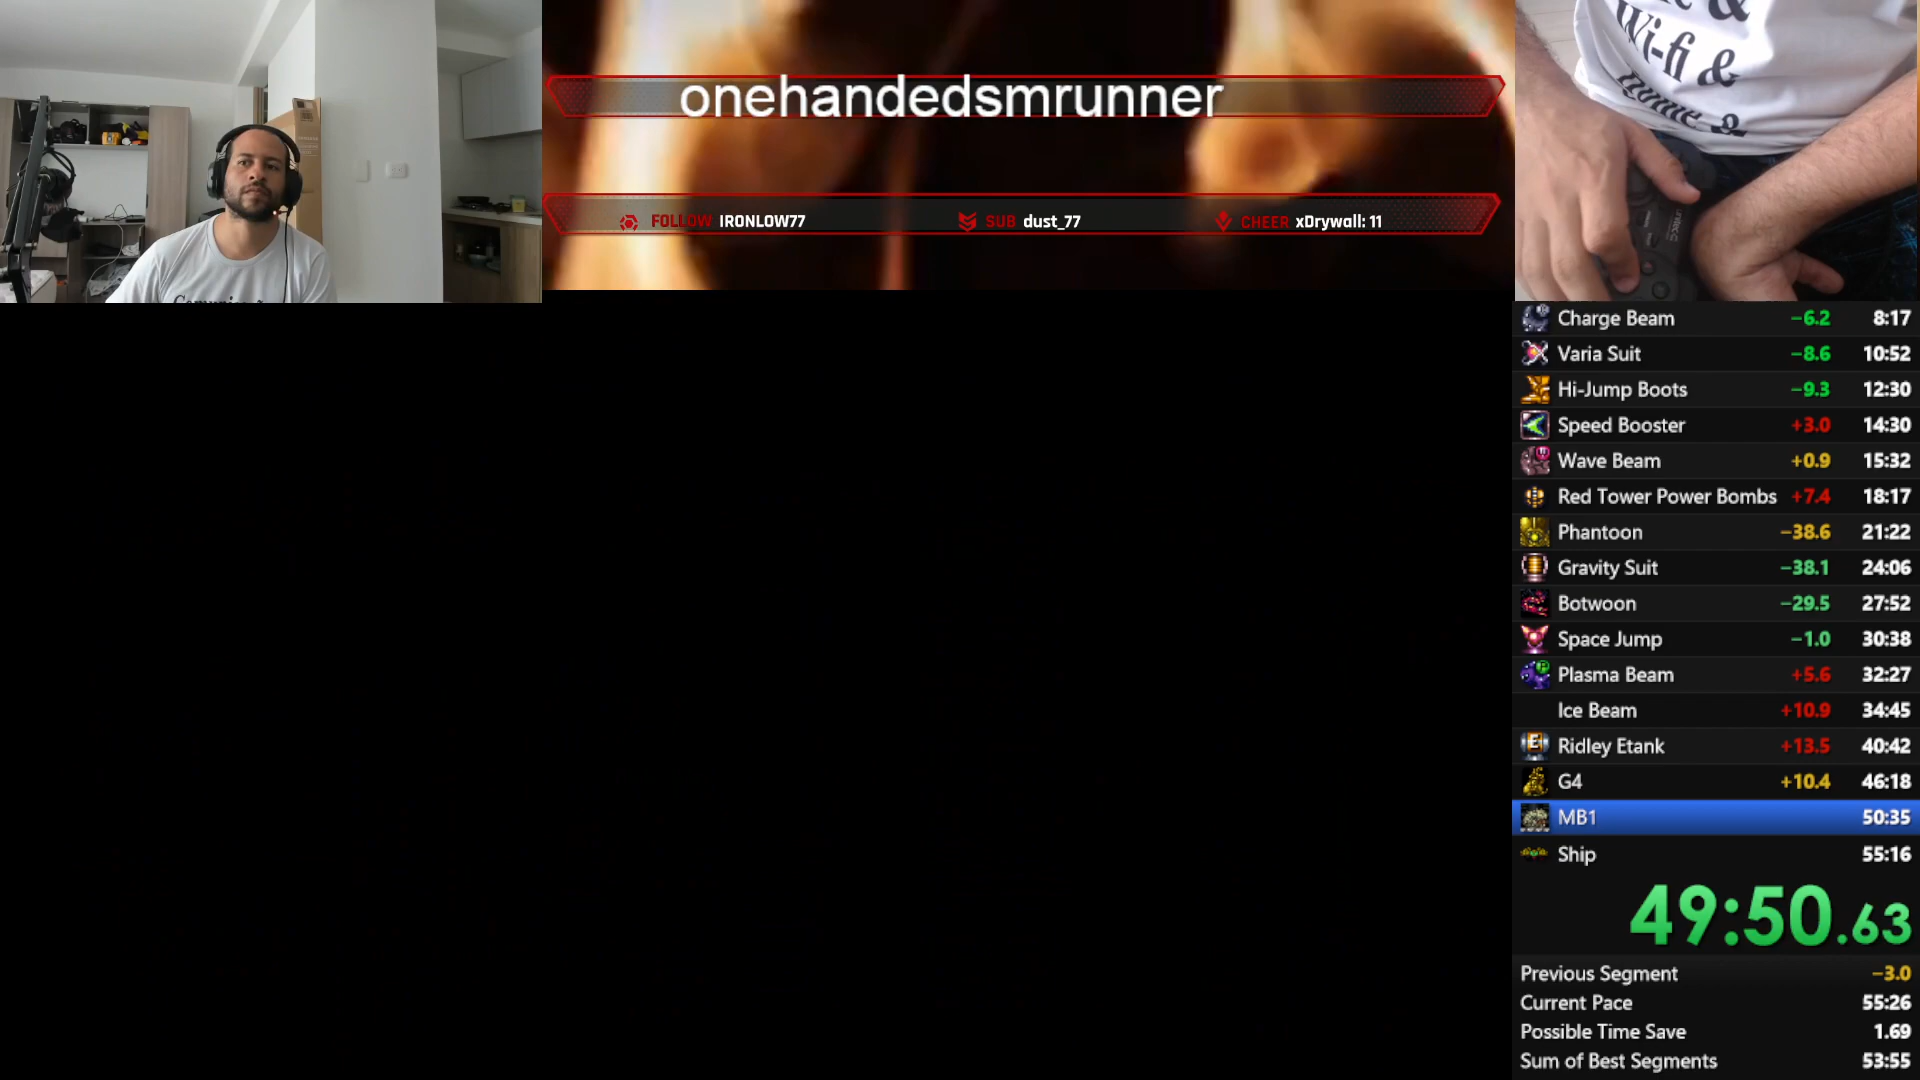 onehandedsmrunner
FOLLOW IRONLOW77 SUB dust_77 CHEER xDrywall: 11
&
Wi-fi &
&
Charge Beam −6.2 8:17
Varia Suit −8.6 10:52
Hi-Jump Boots −9.3 12:30
Speed Booster +3.0 14:30
Wave Beam +0.9 15:32
Red Tower Power Bombs +7.4 18:17
Phantoon −38.6 21:22
Gravity Suit −38.1 24:06
Botwoon −29.5 27:52
Space Jump −1.0 30:38
Plasma Beam +5.6 32:27
Ice Beam +10.9 34:45
Ridley Etank +13.5 40:42
G4 +10.4 46:18
MB1 50:35
Ship 55:16
49:50.63
Previous Segment −3.0
Current Pace 55:26
Possible Time Save 1.69
Sum of Best Segments 53:55